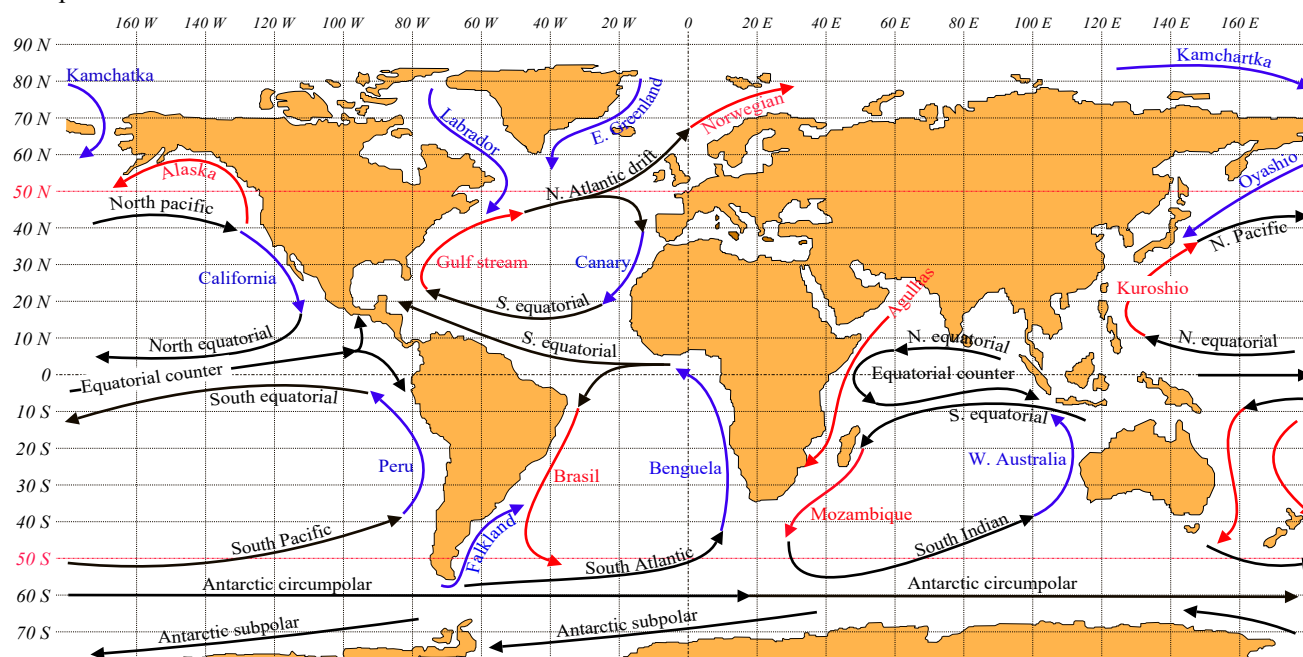 160 W 140 W 120 W 100 W 80 W 60 W 40 W 20 W 0 20 E 40 E 60 E 80 E 100 E 120 E 140 E 160 E
90 N
80 N
70 N
60 N
50 N
40 N
30 N
20 N
10 N
0
10 S
20 S
30 S
40 S
50 S
60 S
70 S
Kamchatka
Alaska
North pacific
California
North equatorial
Equatorial counter
South equatorial
Peru
South Pacific
Antarctic circumpolar
Antarctic subpolar
Labrador
E. Greenland
Norwegian
N. Atlantic drift
Gulf stream
Canary
S. equatorial
S. equatorial
Brasil
Benguela
Falkland
South Atlantic
Antarctic subpolar
Agulhas
N. equatorial
Equatorial counter
S. equatorial
W. Australia
Mozambique
South Indian
Antarctic circumpolar
Kamchartka
Oyashio
N. Pacific
Kuroshio
N. equatorial